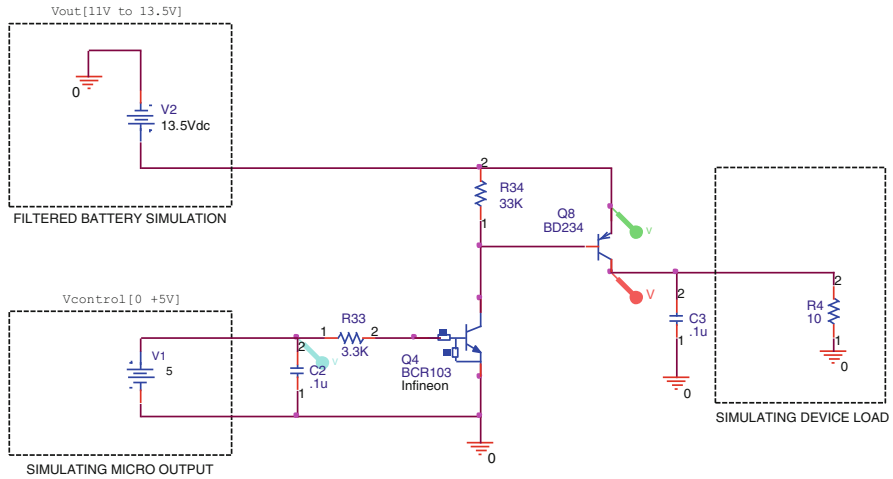 Vout[11V to 13.5V]
0
V2
13.5Vdc
FILTERED BATTERY SIMULATION
2
R34
33K
1
Q8
BD234
V
V
2
C3
.1u
1
0
2
R4
10
1
0
SIMULATING DEVICE LOAD
Vcontrol[0 +5V]
V1
5
SIMULATING MICRO OUTPUT
2
C2
.1u
1
V
1
R33
2
3.3K
Q4
BCR103
Infineon
0